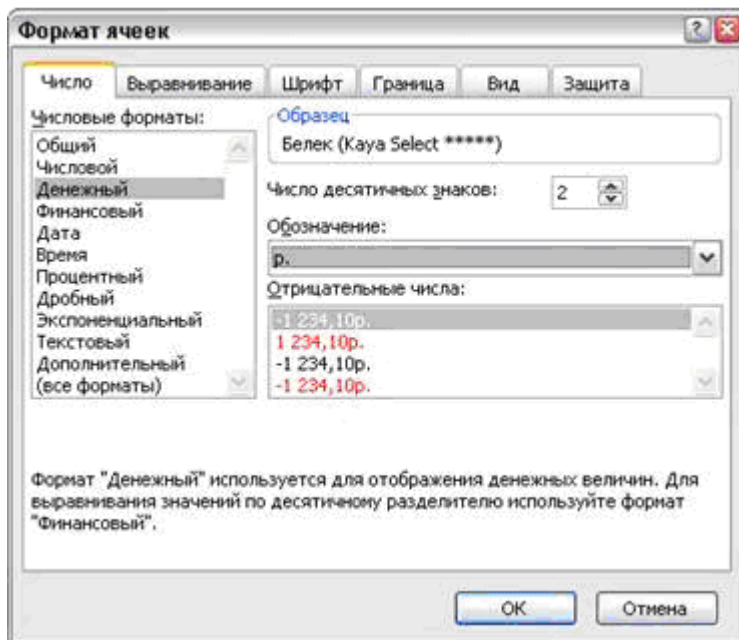 Формат ячеек
Число
Выравнивание
Шрифт
Граница
Вид
Защита
Числовые форматы:
Общий
Числовой
Денежный
Финансовый
Дата
Время
Процентный
Дробный
Экспоненциальный
Текстовый
Дополнительный
(все форматы)
Образец
Белек (Kaya Select *****)
Число десятичных знаков:
2
Обозначение:
р.
Отрицательные числа:
-1 234,10р.
1 234,10р.
-1 234,10р.
-1 234,10р.
Формат "Денежный" используется для отображения денежных величин. Для
выравнивания значений по десятичному разделителю используйте формат
"Финансовый".
ОК
Отмена